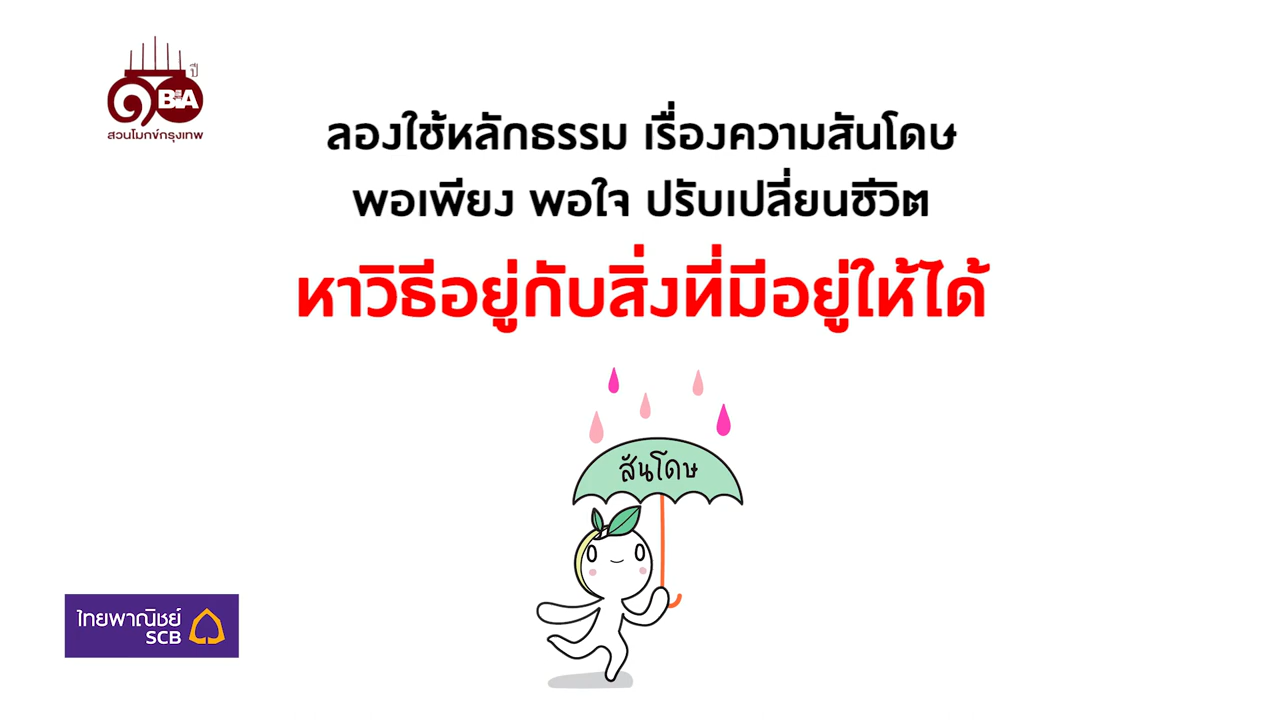 ๑๐ปี
BIA
สวนโมกข์กรุงเทพ
ลองใช้หลักธรรม เรื่องความสันโดษ
พอเพียง พอใจ ปรับเปลี่ยนชีวิต
หาวิธีอยู่กับสิ่งที่มีอยู่ให้ได้
สันโดษ
ไทยพาณิชย์
SCB